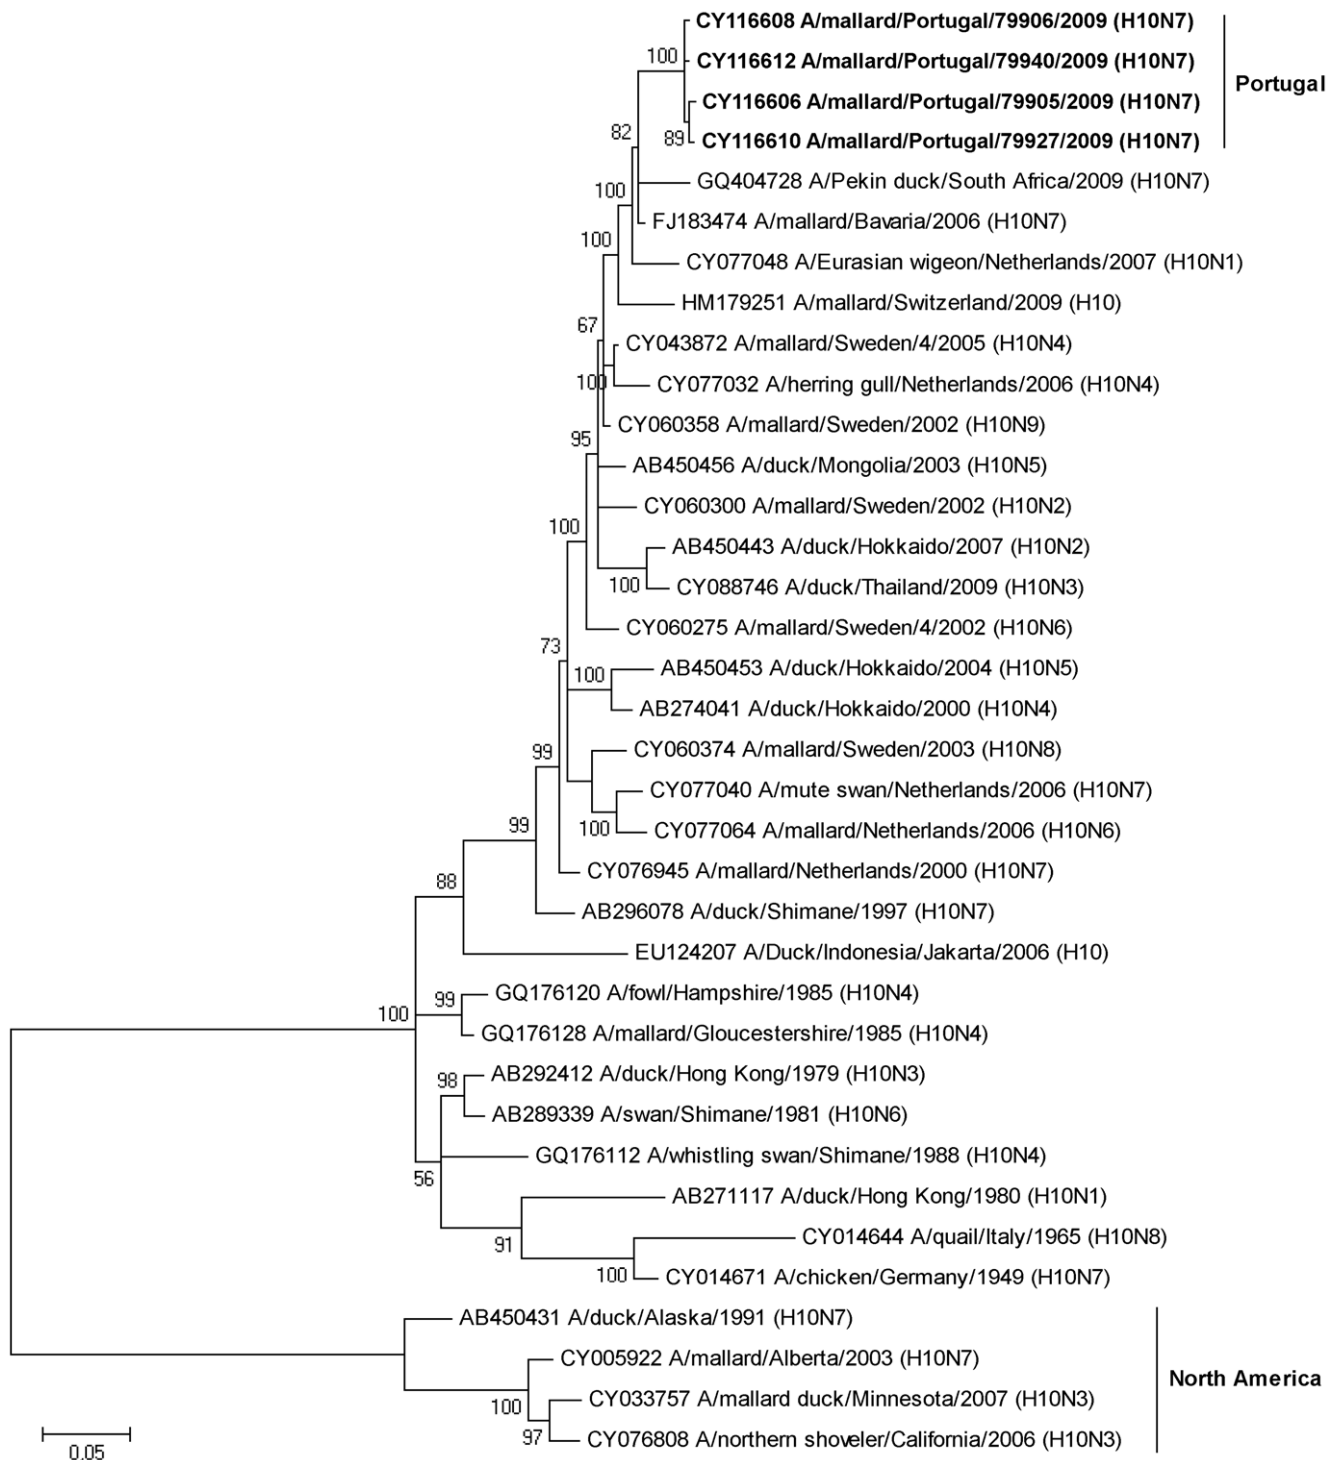 CY116608 A/mallard/Portugal/79906/2009 (H10N7)
100
CY116612 A/mallard/Portugal/79940/2009 (H10N7)
Portugal
CY116606 A/mallard/Portugal/79905/2009 (H10N7)
82
89
CY116610 A/mallard/Portugal/79927/2009 (H10N7)
GQ404728 A/Pekin duck/South Africa/2009 (H10N7)
100
FJ183474 A/mallard/Bavaria/2006 (H10N7)
100
CY077048 A/Eurasian wigeon/Netherlands/2007 (H10N1)
HM179251 A/mallard/Switzerland/2009 (H10)
67
CY043872 A/mallard/Sweden/4/2005 (H10N4)
100
CY077032 A/herring gull/Netherlands/2006 (H10N4)
CY060358 A/mallard/Sweden/2002 (H10N9)
95
AB450456 A/duck/Mongolia/2003 (H10N5)
CY060300 A/mallard/Sweden/2002 (H10N2)
100
AB450443 A/duck/Hokkaido/2007 (H10N2)
100
CY088746 A/duck/Thailand/2009 (H10N3)
CY060275 A/mallard/Sweden/4/2002 (H10N6)
73
AB450453 A/duck/Hokkaido/2004 (H10N5)
100
AB274041 A/duck/Hokkaido/2000 (H10N4)
99
CY060374 A/mallard/Sweden/2003 (H10N8)
CY077040 A/mute swan/Netherlands/2006 (H10N7)
99
100
CY077064 A/mallard/Netherlands/2006 (H10N6)
CY076945 A/mallard/Netherlands/2000 (H10N7)
88
AB296078 A/duck/Shimane/1997 (H10N7)
EU124207 A/Duck/Indonesia/Jakarta/2006 (H10)
99
GQ176120 A/fowl/Hampshire/1985 (H10N4)
100
GQ176128 A/mallard/Gloucestershire/1985 (H10N4)
98
AB292412 A/duck/Hong Kong/1979 (H10N3)
AB289339 A/swan/Shimane/1981 (H10N6)
GQ176112 A/whistling swan/Shimane/1988 (H10N4)
56
AB271117 A/duck/Hong Kong/1980 (H10N1)
91
CY014644 A/quail/Italy/1965 (H10N8)
100
CY014671 A/chicken/Germany/1949 (H10N7)
AB450431 A/duck/Alaska/1991 (H10N7)
CY005922 A/mallard/Alberta/2003 (H10N7)
North America
100
CY033757 A/mallard duck/Minnesota/2007 (H10N3)
97
CY076808 A/northern shoveler/California/2006 (H10N3)
0.05